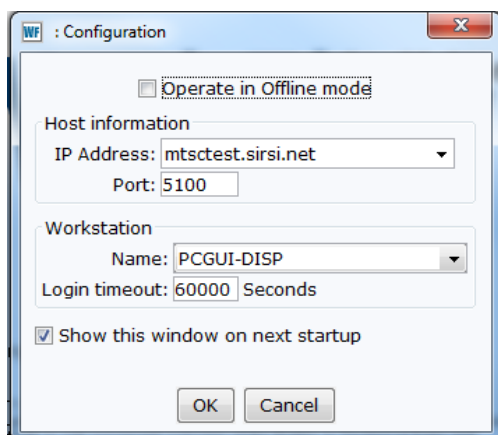 WF : Configuration
Operate in Offline mode
Host information
IP Address: mtsctest.sirsi.net
Port: 5100
Workstation
Name: PCGUI-DISP
Login timeout: 60000 Seconds
Show this window on next startup
OK Cancel